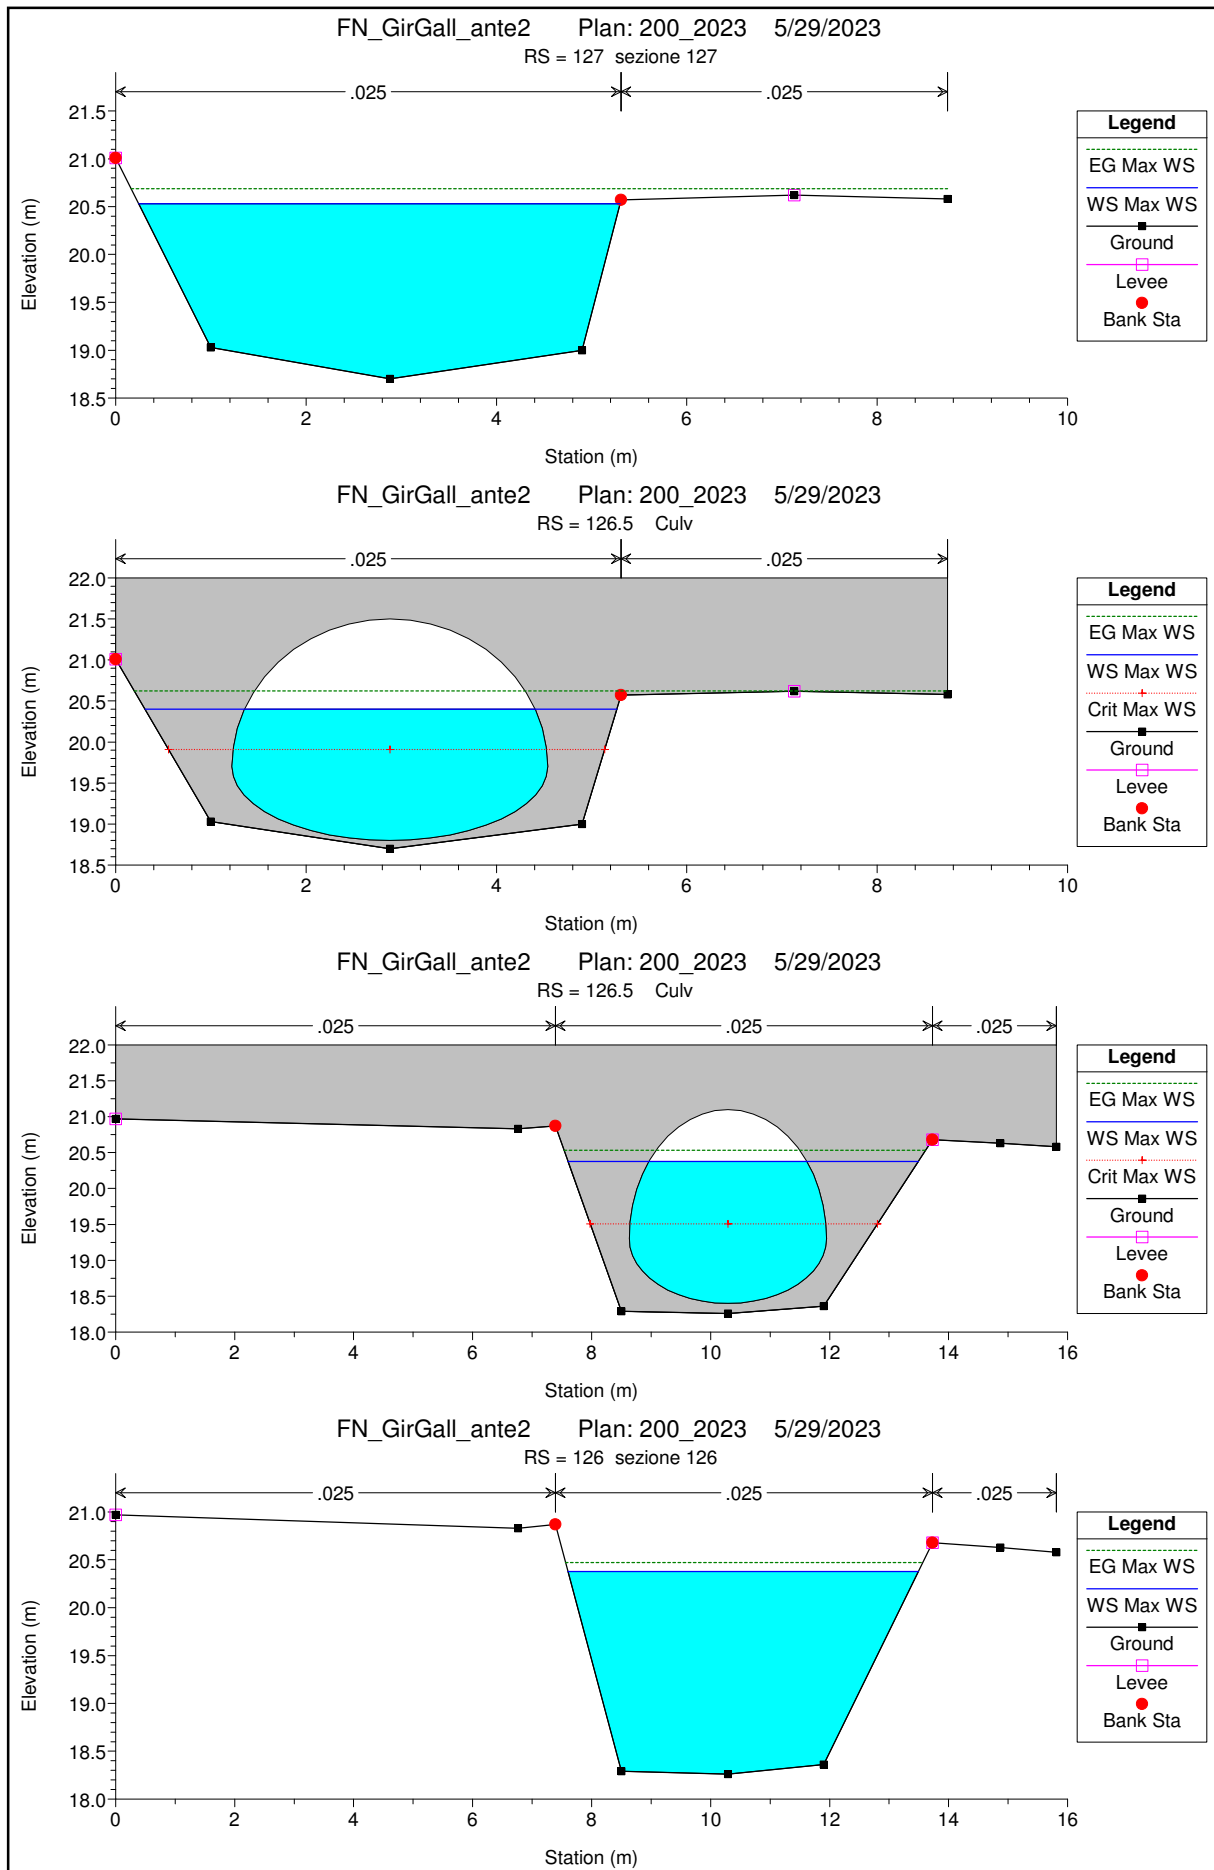 FN_GirGall_ante2 Plan: 200_2023 5/29/2023
RS = 127 sezione 127
.025 .025
21.5
21.0
20.5
20.0
19.5
19.0
18.5
Elevation (m)
0 2 4 6 8 10
Station (m)
Legend
EG Max WS
WS Max WS
Ground
Levee
Bank Sta
FN_GirGall_ante2 Plan: 200_2023 5/29/2023
RS = 126.5 Culv
.025 .025
22.0
21.5
21.0
20.5
20.0
19.5
19.0
18.5
Elevation (m)
0 2 4 6 8 10
Station (m)
Legend
EG Max WS
WS Max WS
Crit Max WS
Ground
Levee
Bank Sta
FN_GirGall_ante2 Plan: 200_2023 5/29/2023
RS = 126.5 Culv
.025 .025 .025
22.0
21.5
21.0
20.5
20.0
19.5
19.0
18.5
18.0
Elevation (m)
0 2 4 6 8 10 12 14 16
Station (m)
Legend
EG Max WS
WS Max WS
Crit Max WS
Ground
Levee
Bank Sta
FN_GirGall_ante2 Plan: 200_2023 5/29/2023
RS = 126 sezione 126
.025 .025 .025
21.0
20.5
20.0
19.5
19.0
18.5
18.0
Elevation (m)
0 2 4 6 8 10 12 14 16
Station (m)
Legend
EG Max WS
WS Max WS
Ground
Levee
Bank Sta